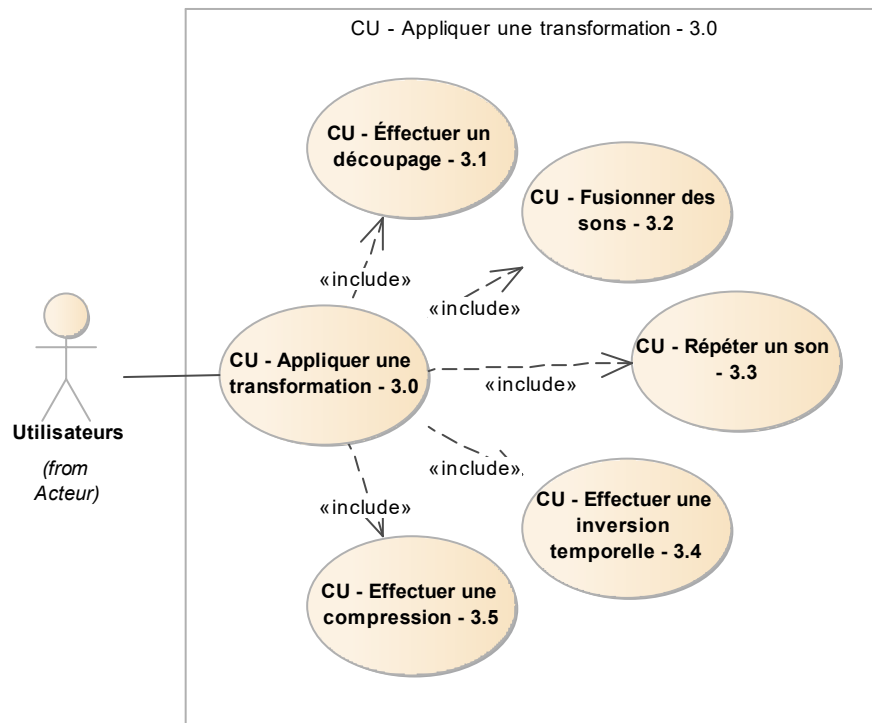 CU - Appliquer une transformation - 3.0
CU - Éffectuer un
découpage - 3.1
CU - Fusionner des
sons - 3.2
«include»
«include»
CU - Appliquer une
transformation - 3.0
CU - Répéter un son
- 3.3
«include»
Utilisateurs
(from
Acteur)
«include»
CU - Effectuer une
inversion
temporelle - 3.4
«include»
CU - Effectuer une
compression - 3.5